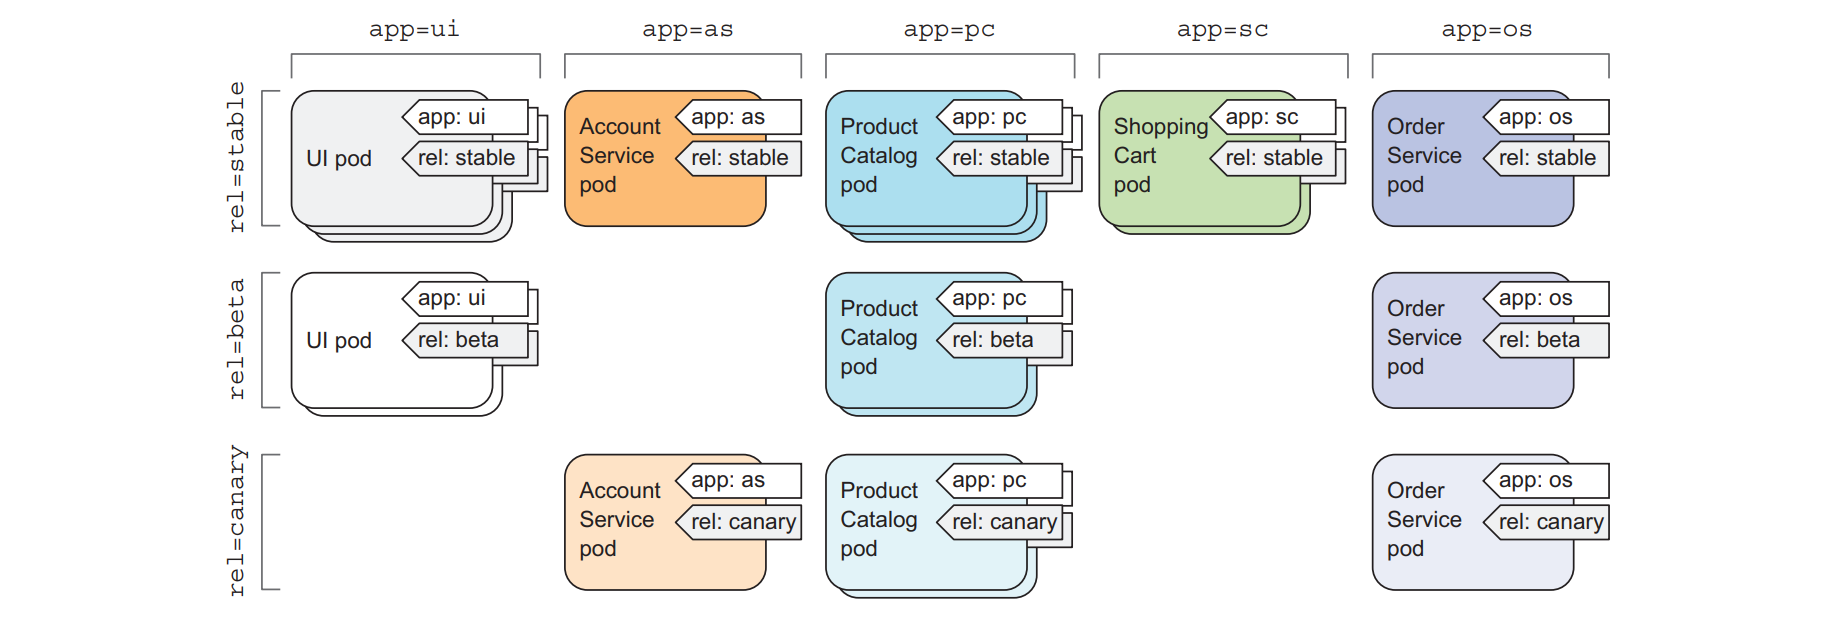 app=ui
app=as
app=pc
app=sc
app=os
rel=stable
UI pod
app: ui
rel: stable
Account
Service
pod
app: as
rel: stable
Product
Catalog
pod
app: pc
rel: stable
Shopping
Cart
pod
app: sc
rel: stable
Order
Service
pod
app: os
rel: stable
rel=beta
UI pod
app: ui
rel: beta
Product
Catalog
pod
app: pc
rel: beta
Order
Service
pod
app: os
rel: beta
rel=canary
Account
Service
pod
app: as
rel: canary
Product
Catalog
pod
app: pc
rel: canary
Order
Service
pod
app: os
rel: canary